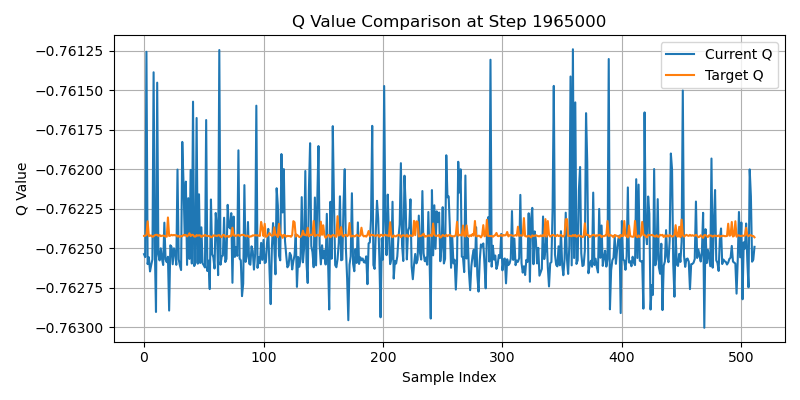 Q Value Comparison at Step 1965000
Current Q
Target Q
Q Value
−0.76125
−0.76150
−0.76175
−0.76200
−0.76225
−0.76250
−0.76275
−0.76300
0 100 200 300 400 500
Sample Index